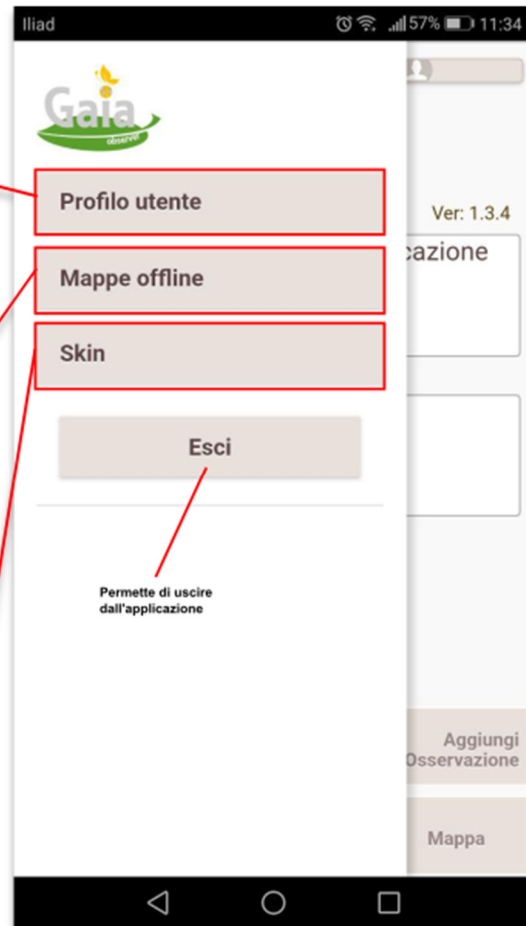 Iliad
57% 11:34
Gaia
observer
Profilo utente
Ver: 1.3.4
cazione
Mappe offline
Skin
Esci
Permette di uscire
dall'applicazione
Aggiungi
Osservazione
Mappa